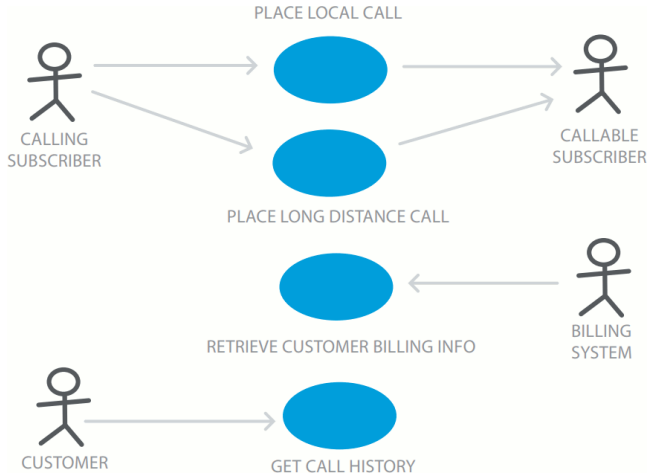 PLACE LOCAL CALL
CALLING
SUBSCRIBER
CALLABLE
SUBSCRIBER
PLACE LONG DISTANCE CALL
RETRIEVE CUSTOMER BILLING INFO
BILLING
SYSTEM
CUSTOMER
GET CALL HISTORY